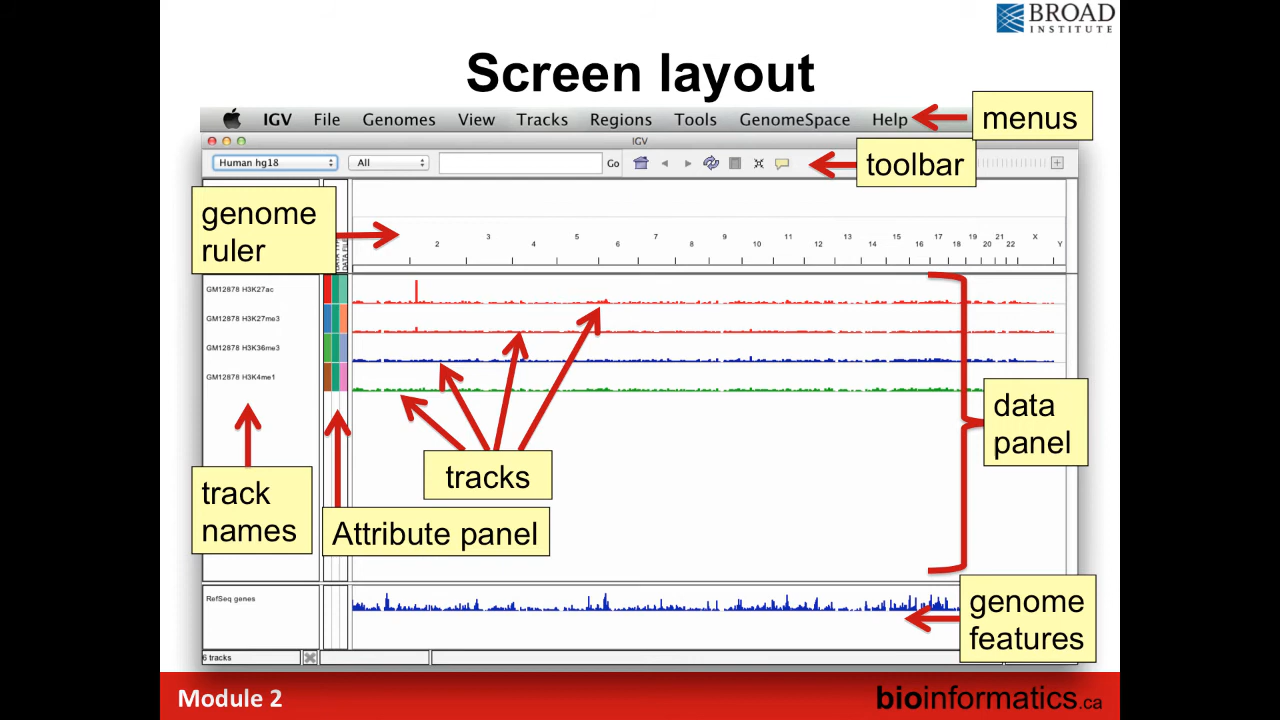 BROAD
INSTITUTE
Screen layout
IGV File Genomes View Tracks Regions Tools GenomeSpace Help
menus
IGV
Human hg18 All Go
toolbar
genome
ruler
DATA FILE
2 3 4 5 6 7 8 9 10 11 12 13 14 15 16 17 18 19 20 21 22 X Y
GM12878 H3K27ac
GM12878 H3K27me3
GM12878 H3K36me3
GM12878 H3K4me1
data
panel
tracks
track
names
Attribute panel
RefSeq genes
genome
features
6 tracks
Module 2
bioinformatics.ca